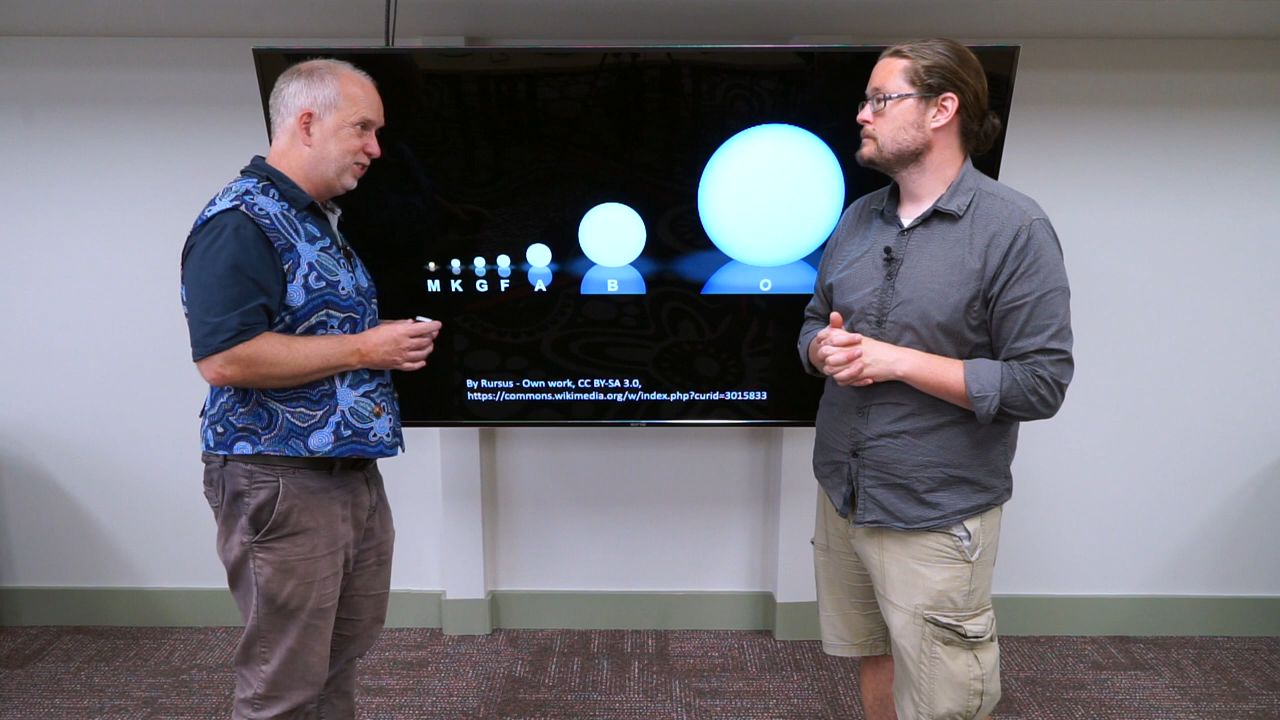 M K G F A B O
By Rursus - Own work, CC BY-SA 3.0,
https://commons.wikimedia.org/w/index.php?curid=3015833